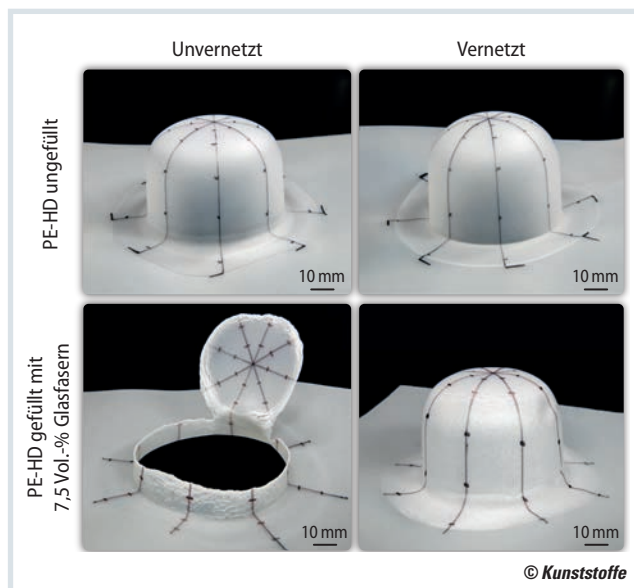 Unvernetzt
Vernetzt
PE-HD ungefüllt
10 mm
10 mm
PE-HD gefüllt mit
7,5 Vol.-% Glasfasern
10 mm
10 mm
© Kunststoffe